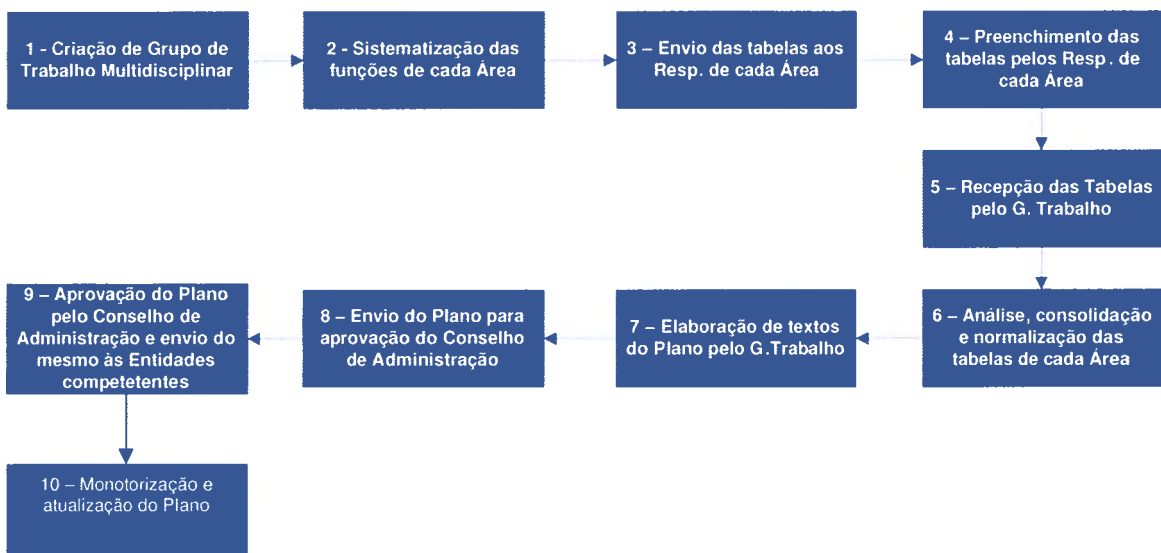 1 - Criação de Grupo de
Trabalho Multidisciplinar
2 - Sistematização das
funções de cada Área
3 – Envio das tabelas aos
Resp. de cada Área
4 – Preenchimento das
tabelas pelos Resp. de
cada Área
5 – Recepção das Tabelas
pelo G. Trabalho
6 – Análise, consolidação
e normalização das
tabelas de cada Área
7 – Elaboração de textos
do Plano pelo G.Trabalho
8 – Envio do Plano para
aprovação do Conselho
de Administração
9 – Aprovação do Plano
pelo Conselho de
Administração e envio do
mesmo às Entidades
competetentes
10 – Monotorização e
atualização do Plano